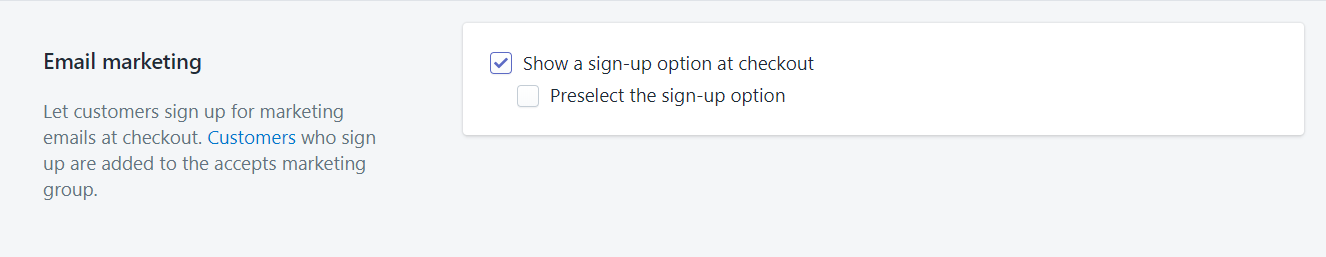 Email marketing
Let customers sign up for marketing
emails at checkout. Customers who sign
up are added to the accepts marketing
group.
Show a sign-up option at checkout
Preselect the sign-up option